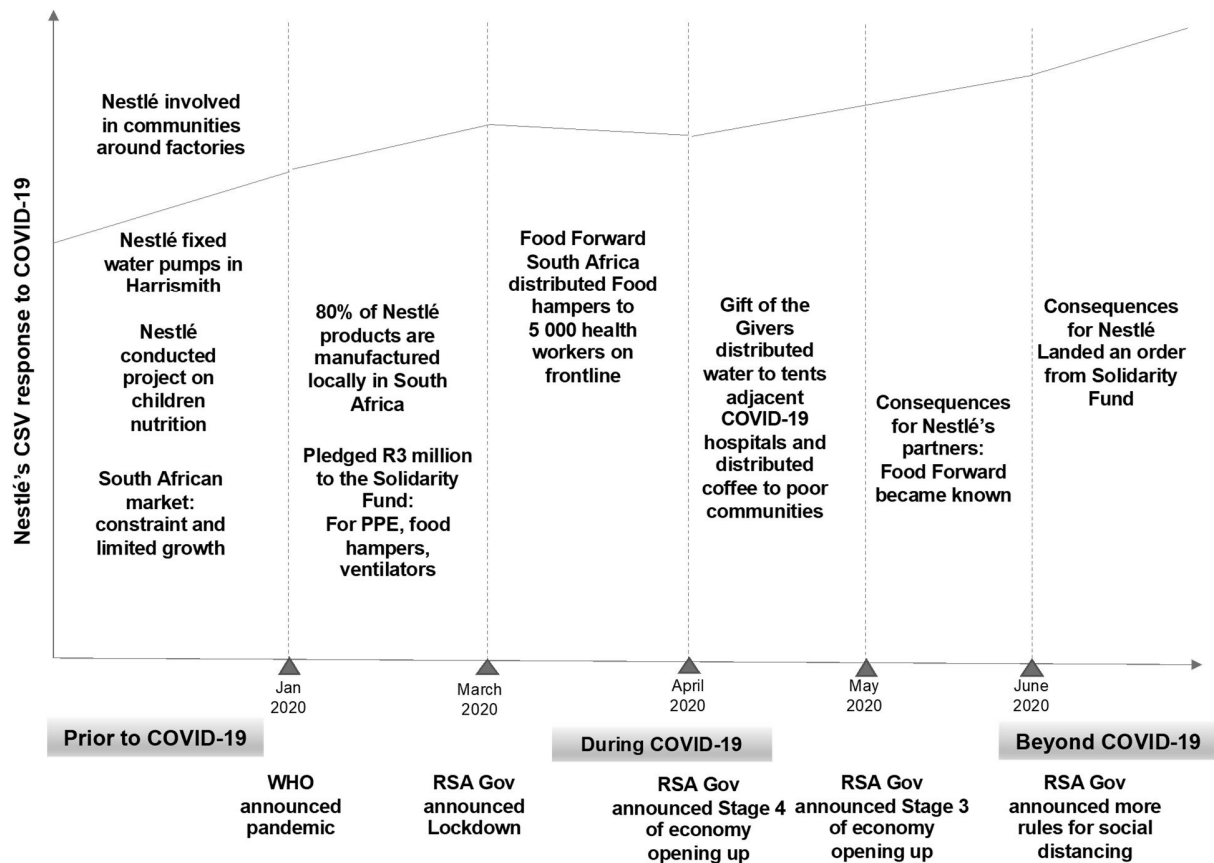 Nestlé's CSV response to COVID-19
Nestlé involved
in communities
around factories
Nestlé fixed
water pumps in
Harrismith
Nestlé
conducted
project on
children
nutrition
South African
market:
constraint and
limited growth
80% of Nestlé
products are
manufactured
locally in South
Africa
Pledged R3 million
to the Solidarity
Fund:
For PPE, food
hampers,
ventilators
Food Forward
South Africa
distributed Food
hampers to
5 000 health
workers on
frontline
Gift of the
Givers
distributed
water to tents
adjacent
COVID-19
hospitals and
distributed
coffee to poor
communities
Consequences
for Nestlé's
partners:
Food Forward
became known
Consequences
for Nestlé
Landed an order
from Solidarity
Fund
Jan
2020
March
2020
April
2020
May
2020
June
2020
Prior to COVID-19
During COVID-19
Beyond COVID-19
WHO
announced
pandemic
RSA Gov
announced
Lockdown
RSA Gov
announced Stage 4
of economy
opening up
RSA Gov
announced Stage 3
of economy
opening up
RSA Gov
announced more
rules for social
distancing